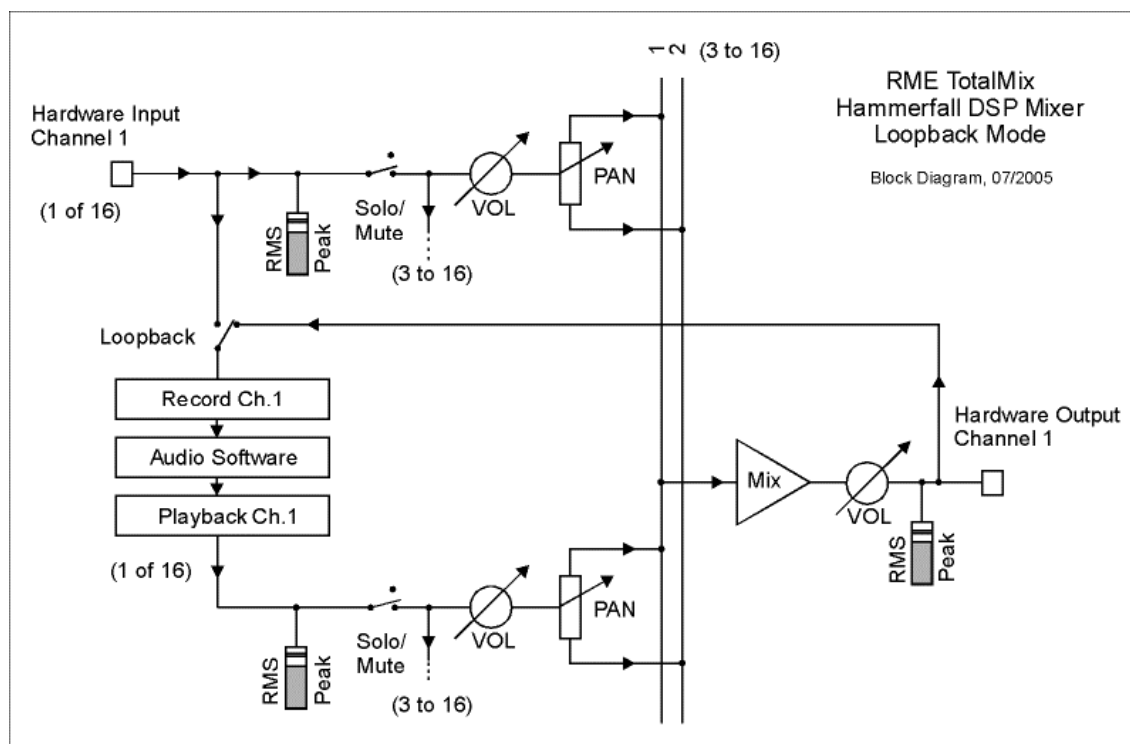 1
2
(3 to 16)
RME TotalMix
Hammerfall DSP Mixer
Loopback Mode
Block Diagram, 07/2005
Hardware Input
Channel 1
(1 of 16)
RMS
Peak
Solo/
Mute
(3 to 16)
VOL
PAN
Loopback
Record Ch.1
Audio Software
Playback Ch.1
(1 of 16)
RMS
Peak
Solo/
Mute
(3 to 16)
VOL
PAN
Mix
VOL
Hardware Output
Channel 1
RMS
Peak